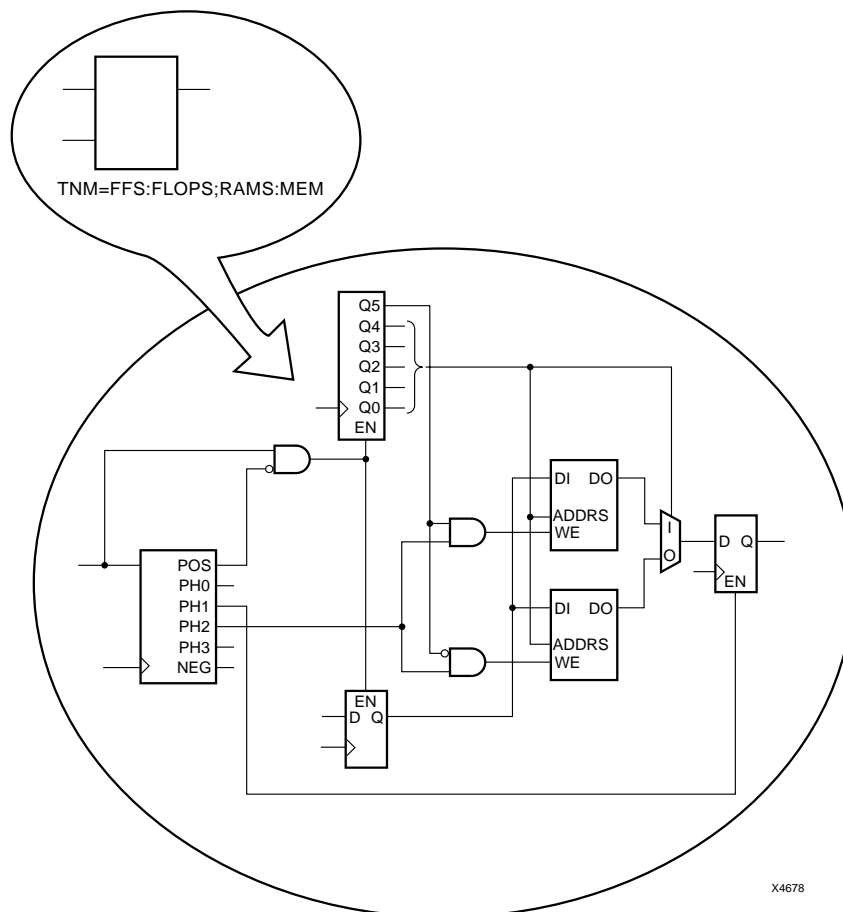 TNM=FFS:FLOPS;RAMS:MEM
Q5
Q4
Q3
Q2
Q1
Q0
EN
DI DO
ADDRS
WE
I
O
D Q
EN
POS
PH0
PH1
PH2
PH3
NEG
DI DO
ADDRS
WE
EN
D Q
X4678